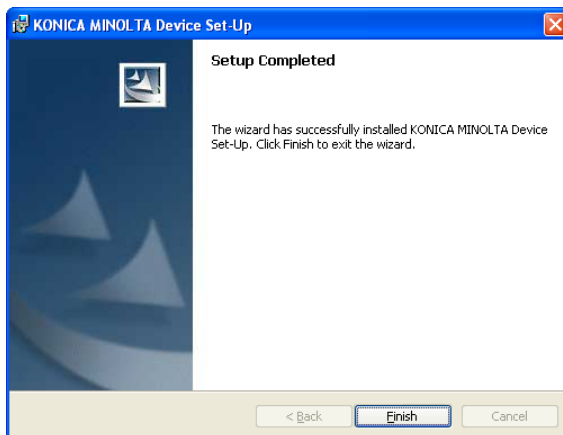 KONICA MINOLTA Device Set-Up
Setup Completed
The wizard has successfully installed KONICA MINOLTA Device
Set-Up. Click Finish to exit the wizard.
< Back
Finish
Cancel